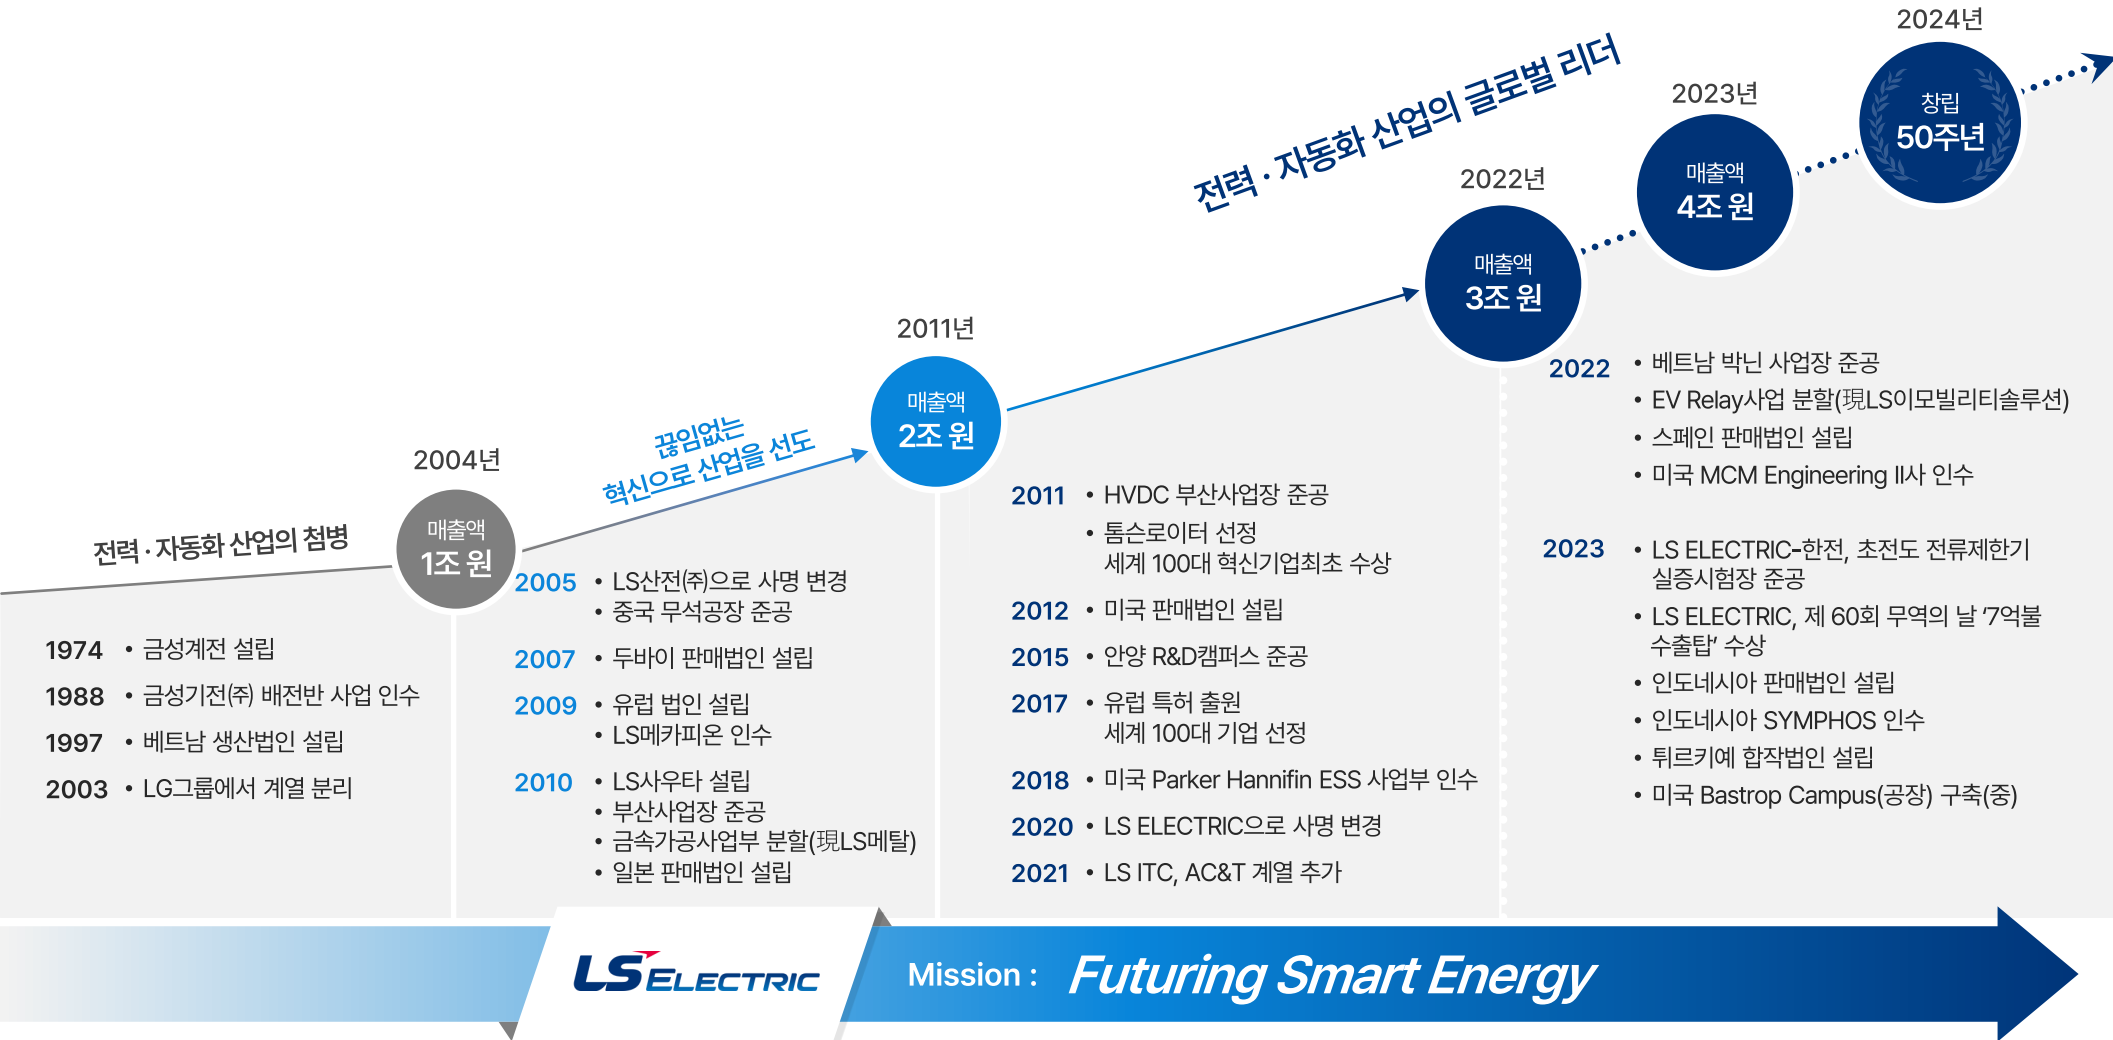 전력 · 자동화 산업의 첨병
2004년
매출액
1조 원
1974 • 금성계전 설립
1988 • 금성기전㈜ 배전반 사업 인수
1997 • 베트남 생산법인 설립
2003 • LG그룹에서 계열 분리
끊임없는
혁신으로 산업을 선도
2011년
매출액
2조 원
2005 • LS산전㈜으로 사명 변경
• 중국 무석공장 준공
2007 • 두바이 판매법인 설립
2009 • 유럽 법인 설립
• LS메카피온 인수
2010 • LS사우타 설립
• 부산사업장 준공
• 금속가공사업부 분할(現LS메탈)
• 일본 판매법인 설립
전력 · 자동화 산업의 글로벌 리더
2022년
매출액
3조 원
2011 • HVDC 부산사업장 준공
• 톰슨로이터 선정
세계 100대 혁신기업최초 수상
2012 • 미국 판매법인 설립
2015 • 안양 R&D캠퍼스 준공
2017 • 유럽 특허 출원
세계 100대 기업 선정
2018 • 미국 Parker Hannifin ESS 사업부 인수
2020 • LS ELECTRIC으로 사명 변경
2021 • LS ITC, AC&T 계열 추가
2023년
매출액
4조 원
2024년
창립
50주년
2022 • 베트남 박닌 사업장 준공
• EV Relay사업 분할(現LS이모빌리티솔루션)
• 스페인 판매법인 설립
• 미국 MCM Engineering II사 인수
2023 • LS ELECTRIC-한전, 초전도 전류제한기
실증시험장 준공
• LS ELECTRIC, 제 60회 무역의 날 ‘7억불
수출탑’ 수상
• 인도네시아 판매법인 설립
• 인도네시아 SYMPHOS 인수
• 튀르키예 합작법인 설립
• 미국 Bastrop Campus(공장) 구축(중)
LS ELECTRIC
Mission : Futuring Smart Energy